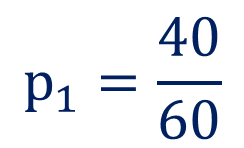 p₁ = 40/60